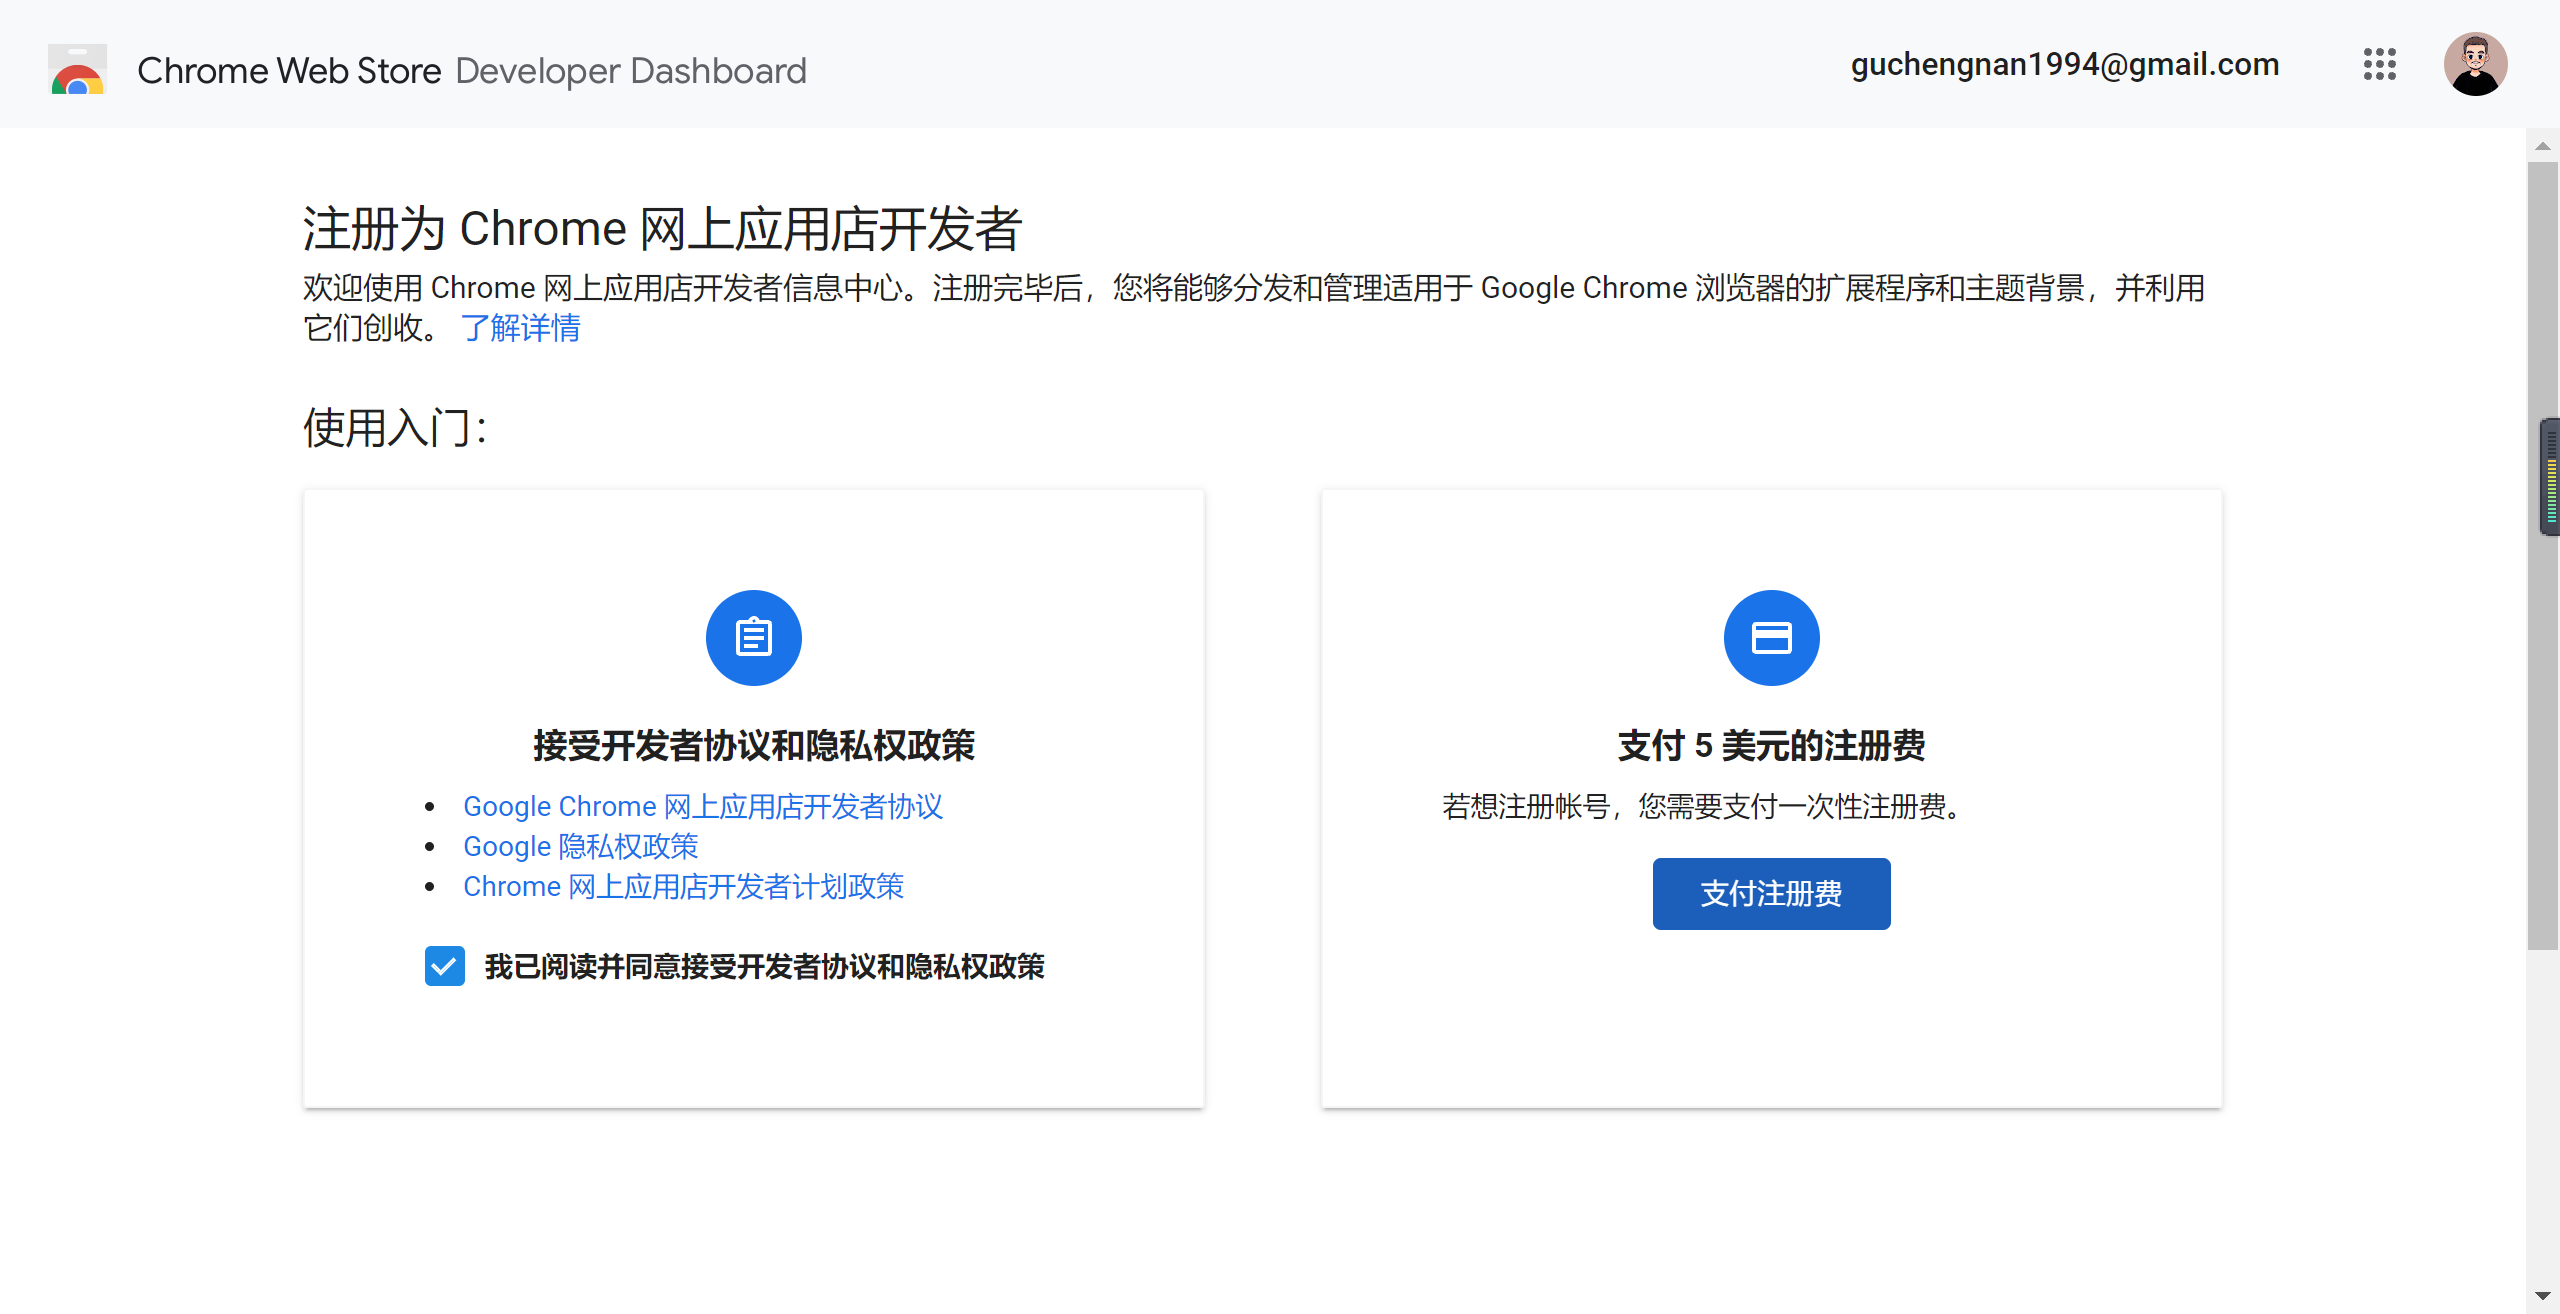 Chrome Web Store Developer Dashboard
guchengnan1994@gmail.com
注册为 Chrome 网上应用店开发者
欢迎使用 Chrome 网上应用店开发者信息中心。注册完毕后，您将能够分发和管理适用于 Google Chrome 浏览器的扩展程序和主题背景，并利用
它们创收。 了解详情
使用入门：
接受开发者协议和隐私权政策
• Google Chrome 网上应用店开发者协议
• Google 隐私权政策
• Chrome 网上应用店开发者计划政策
我已阅读并同意接受开发者协议和隐私权政策
支付 5 美元的注册费
若想注册帐号，您需要支付一次性注册费。
支付注册费